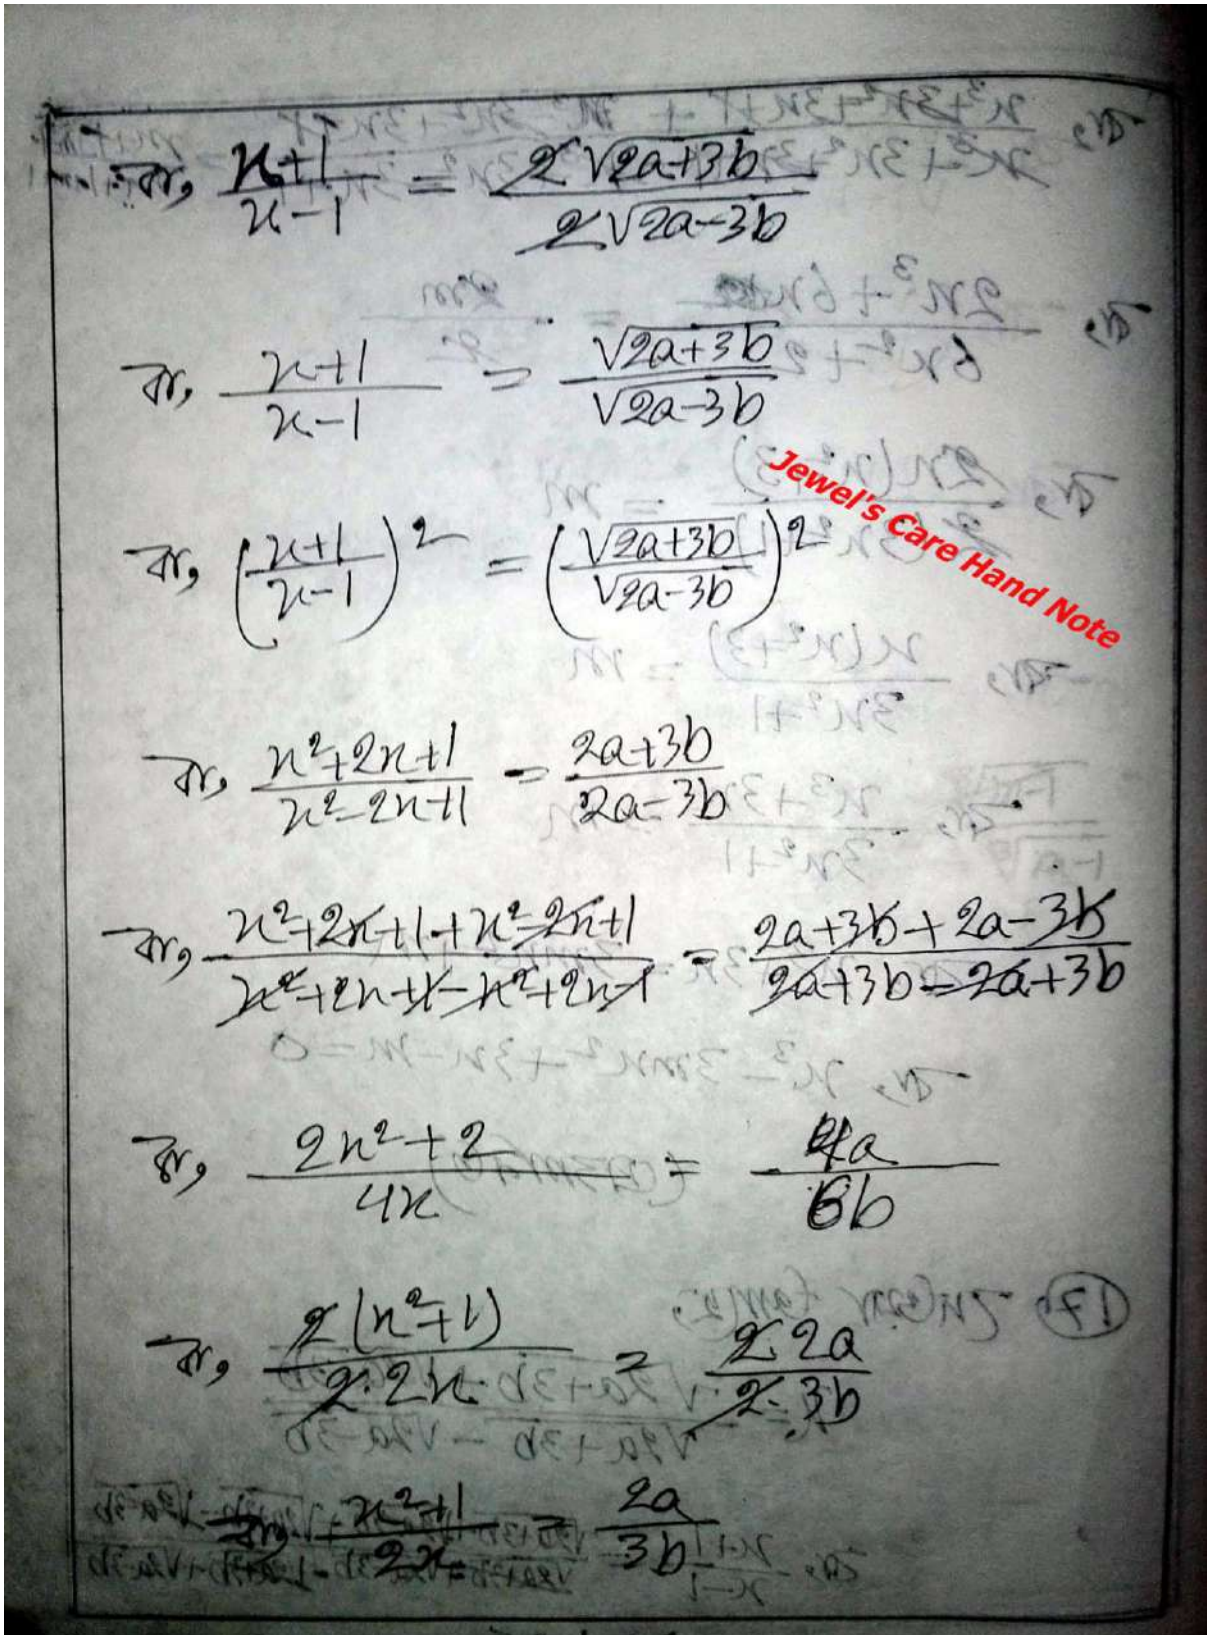 বা, x+1/x-1 = 2√2a+3b/2√2a-3b
বা, x+1/x-1 = √2a+3b/√2a-3b
Jewel's Care Hand Note
বা, (x+1/x-1)² = (√2a+3b/√2a-3b)²
বা, x²+2x+1/x²-2x+1 = 2a+3b/2a-3b
বা, x²+2x+1+x²-2x+1/x²+2x+1-x²+2x-1 = 2a+3b+2a-3b/2a+3b-2a+3b
বা, 2x²+2/4x = 4a/6b
বা, 2(x²+1)/2.2x = 2.2a/2.3b
বা, x²+1/2x = 2a/3b